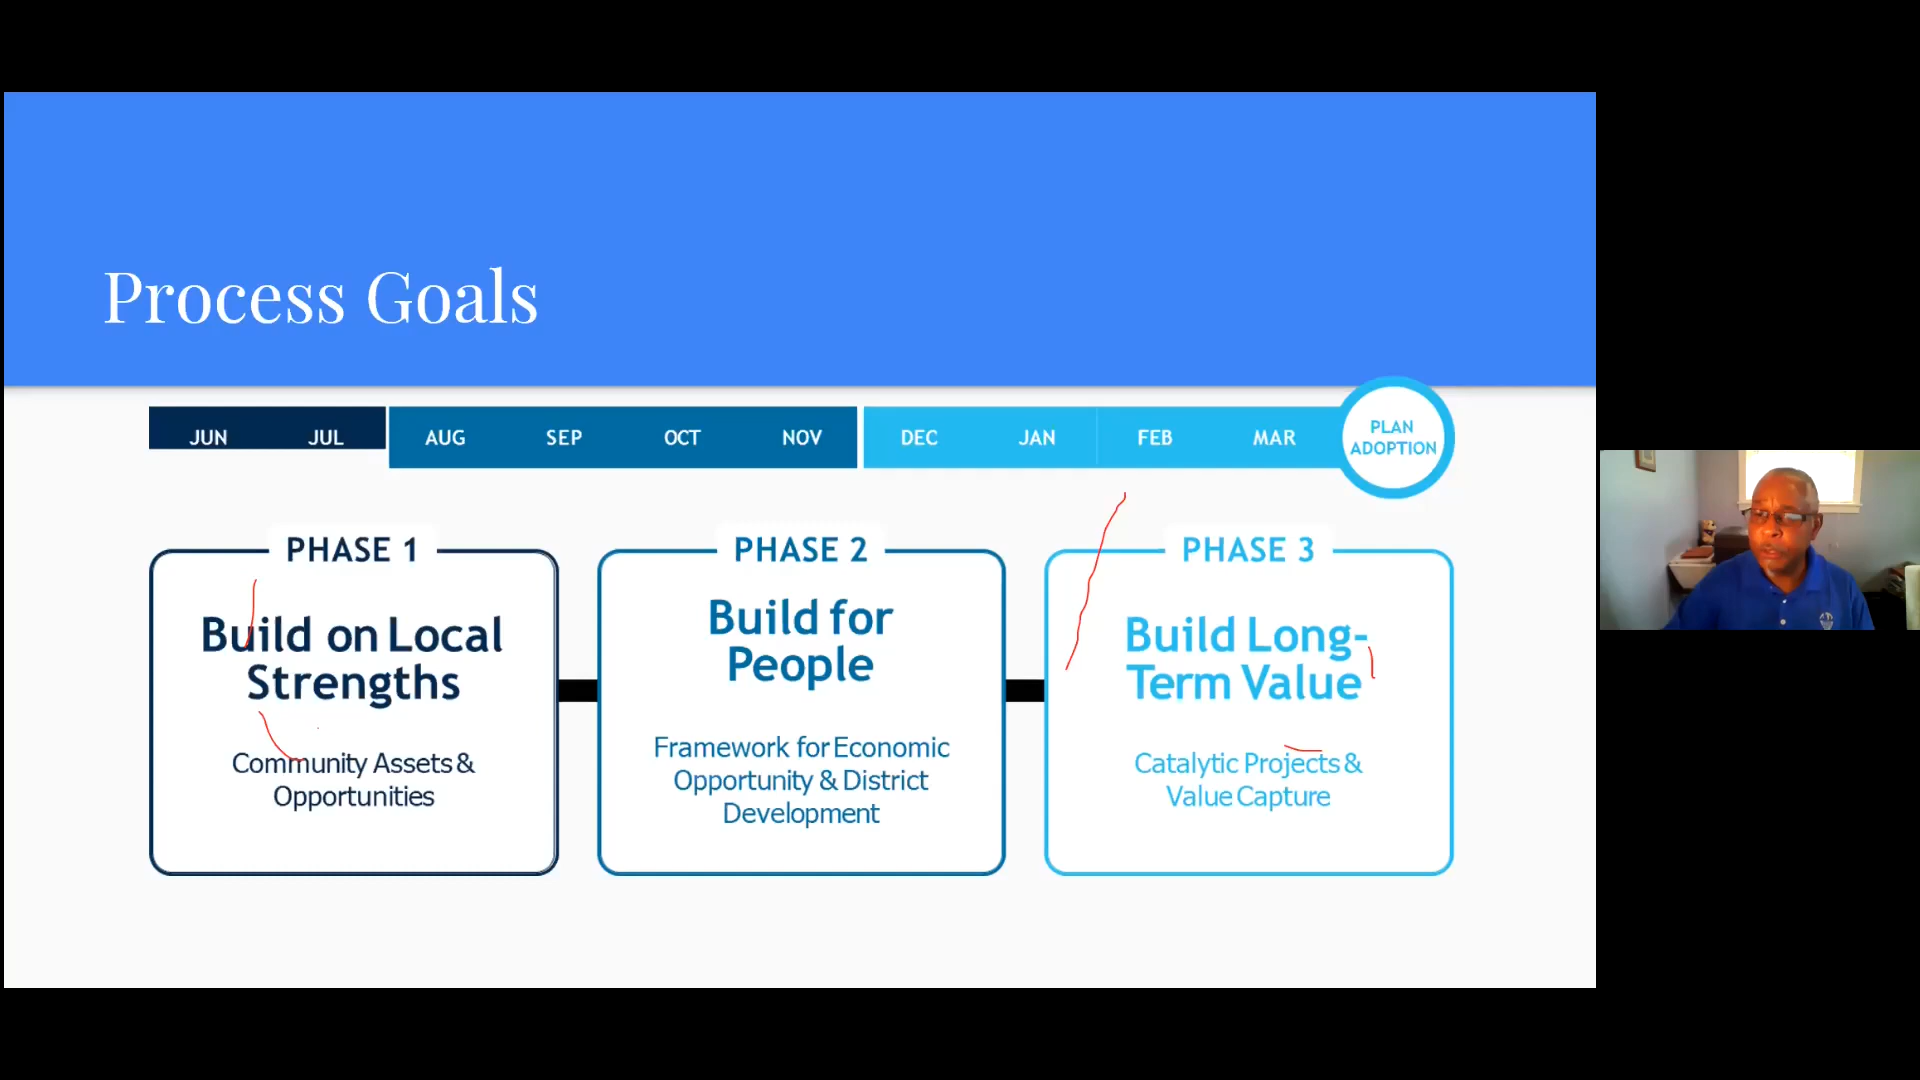 Process Goals
JUN JUL AUG SEP OCT NOV DEC JAN FEB MAR
PLAN
ADOPTION
PHASE 1
Build on Local
Strengths
Community Assets &
Opportunities
PHASE 2
Build for
People
Framework for Economic
Opportunity & District
Development
PHASE 3
Build Long-
Term Value
Catalytic Projects &
Value Capture